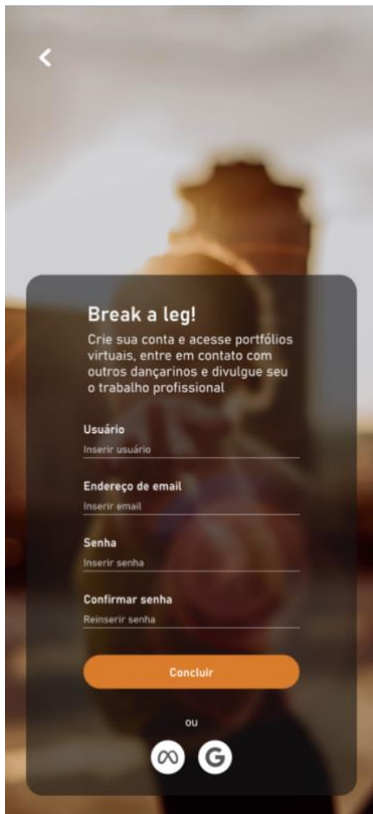 Break a leg!
Crie sua conta e acesse portfólios
virtuais, entre em contato com
outros dançarinos e divulgue seu
o trabalho profissional
Usuário
Inserir usuário
Endereço de email
Inserir email
Senha
Inserir senha
Confirmar senha
Reinserir senha
Concluir
ou
G